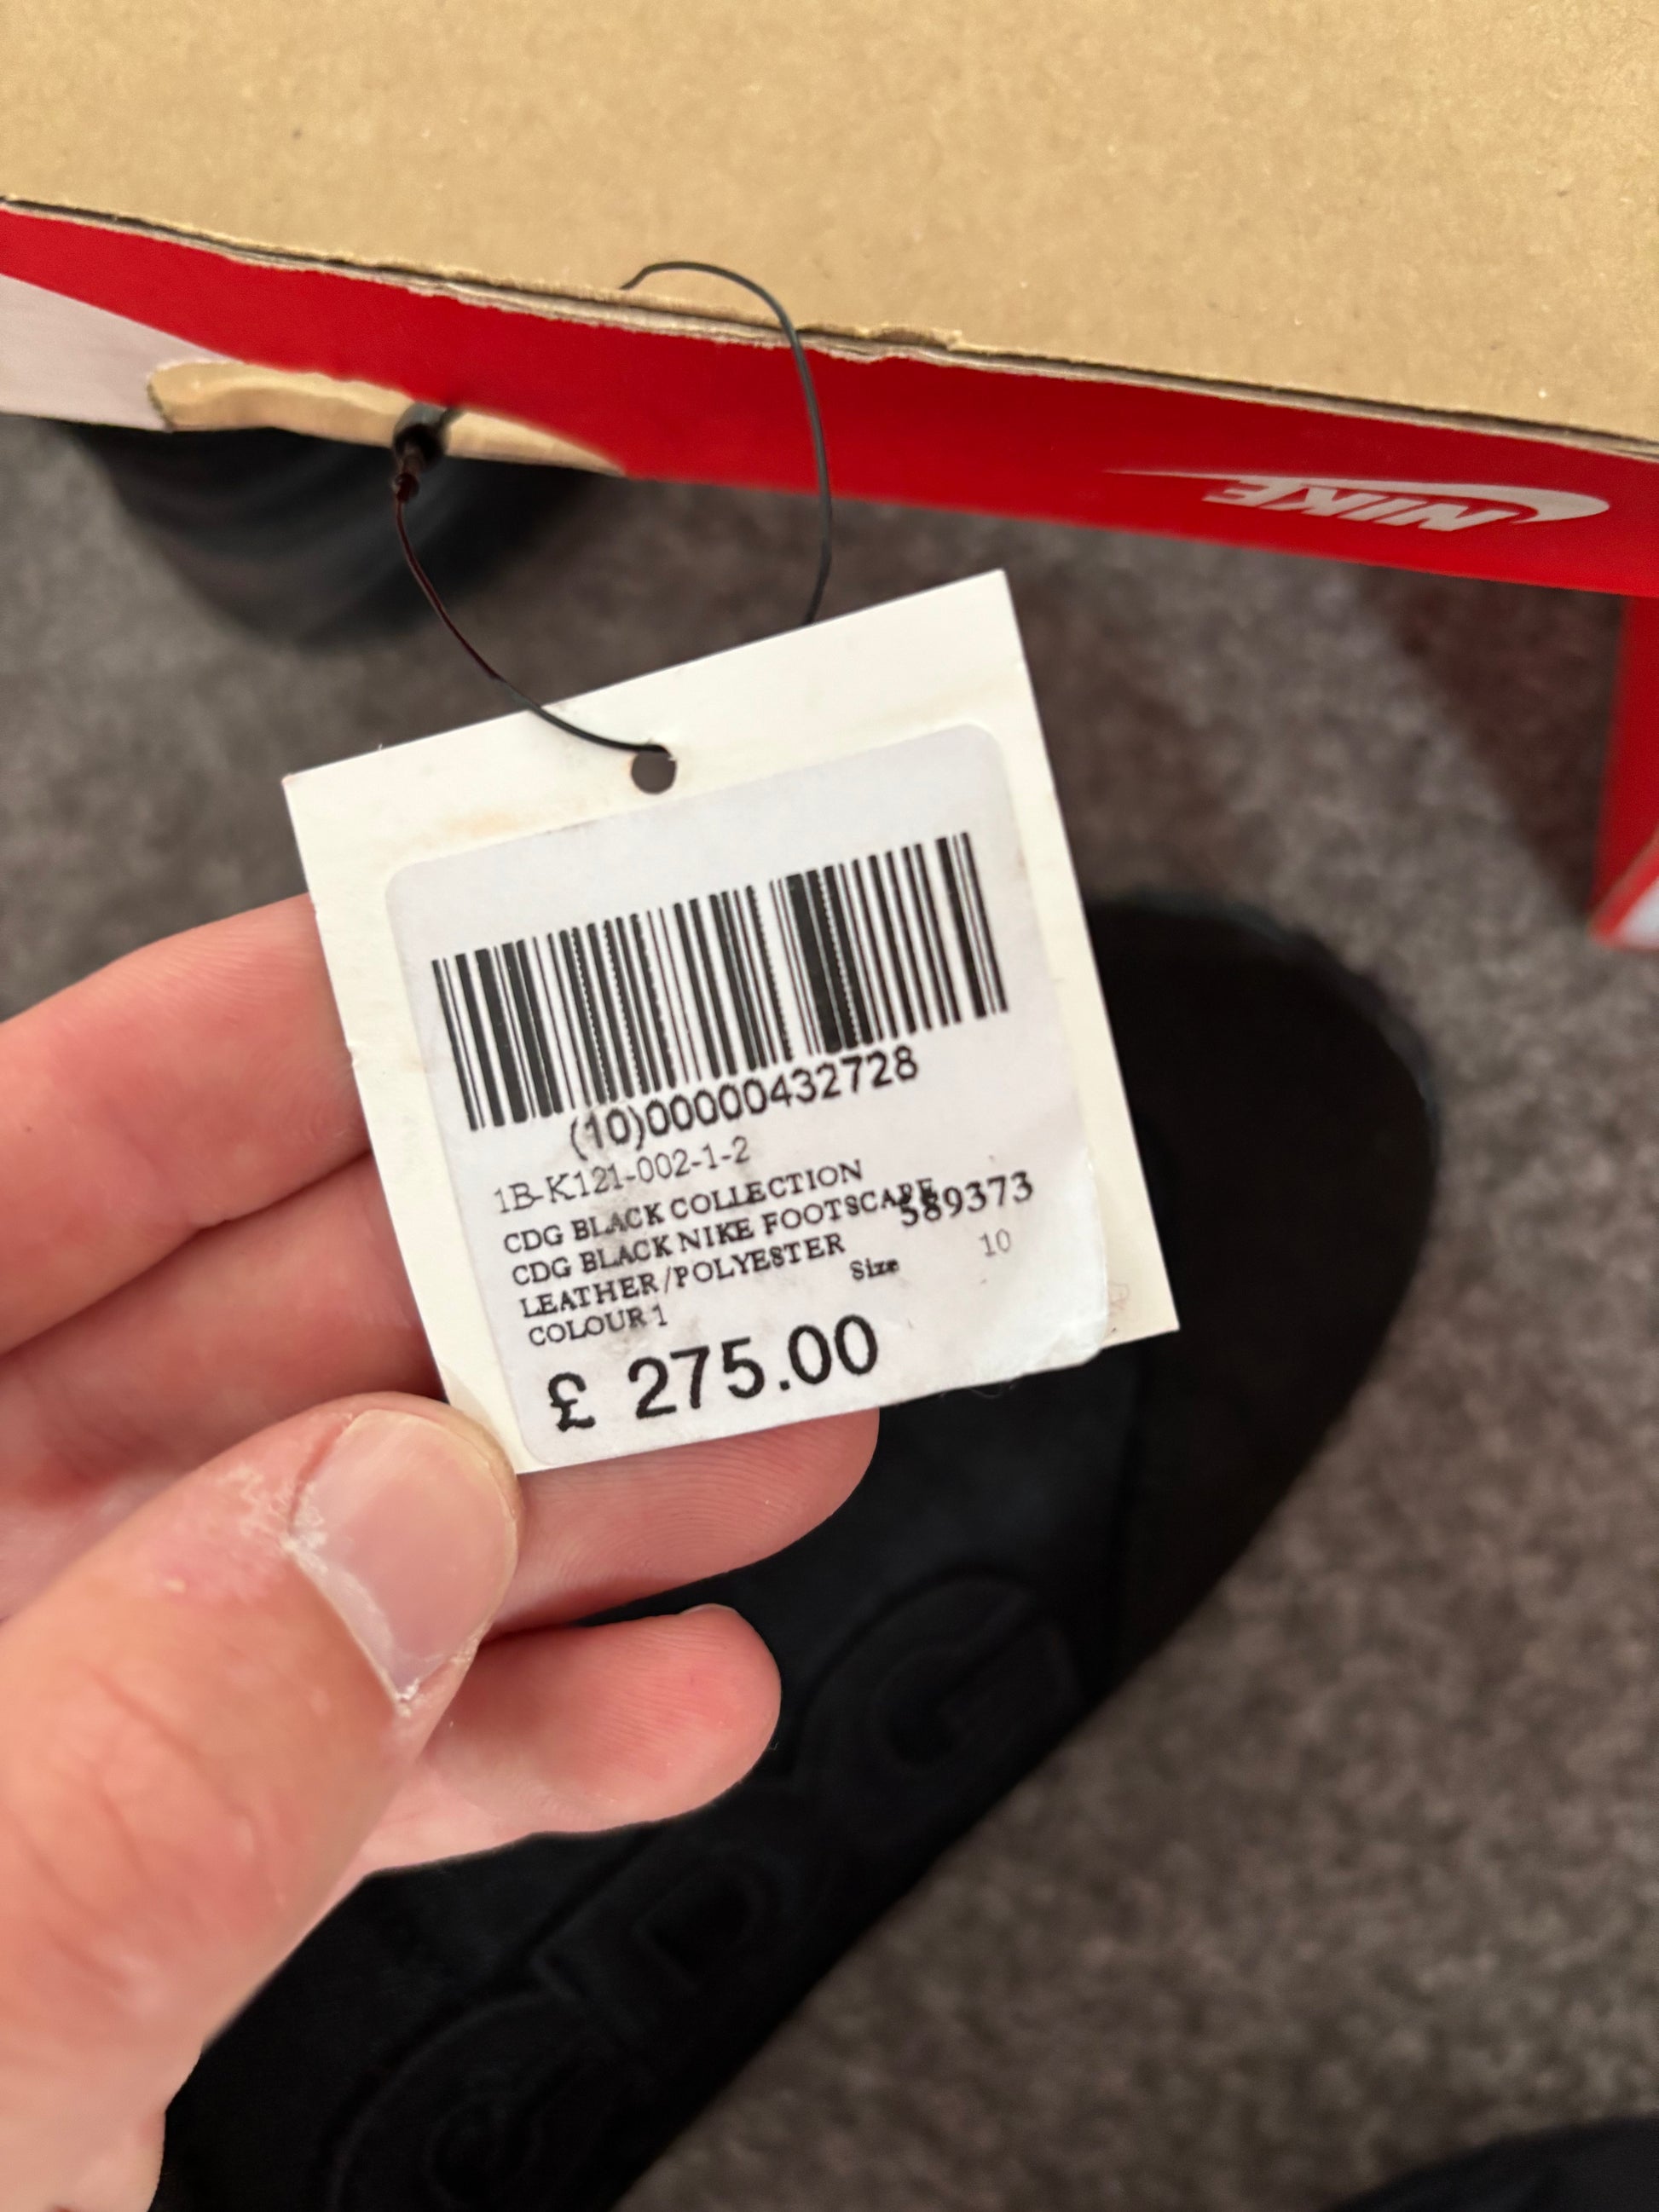 NIKE
(10)00000432728
1B-K121-002-1-2
CDG BLACK COLLECTION
CDG BLACK NIKE FOOTSCAPE 589373
LEATHER/POLYESTER
Size 10
COLOUR 1
£ 275.00
CDG